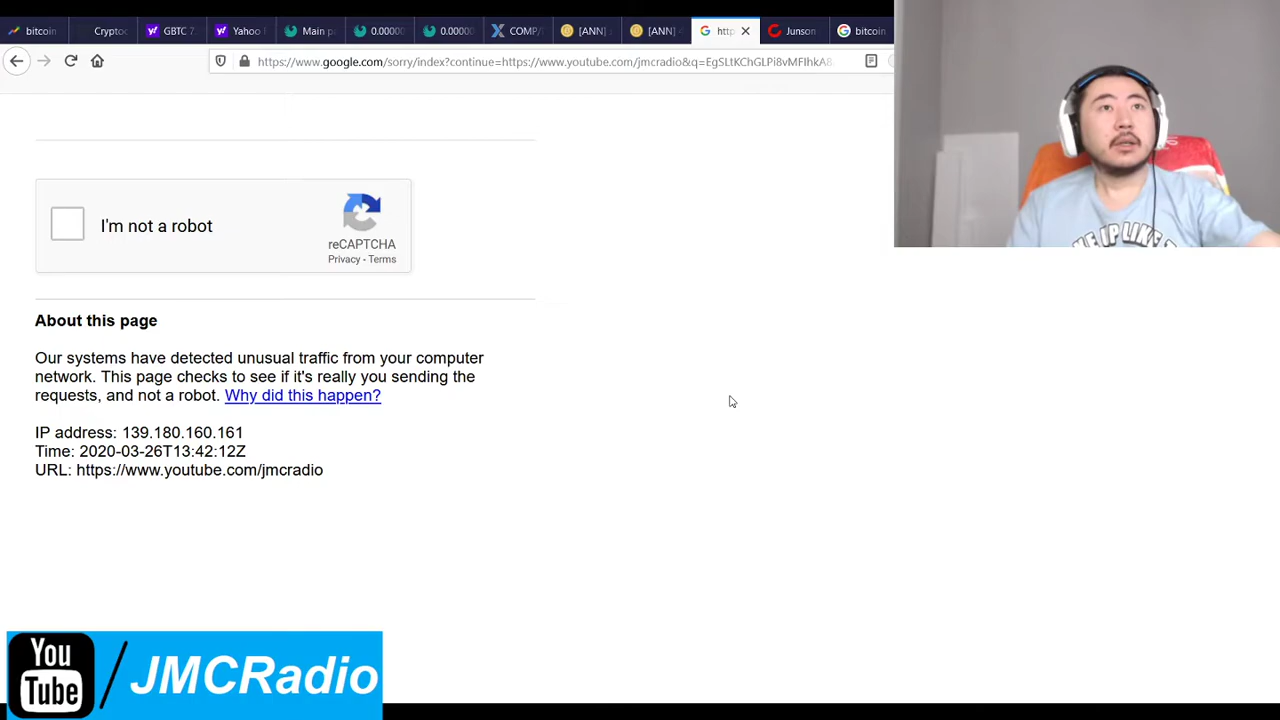 bitcoin
Cryptoc
GBTC 7.
Yahoo
Main p
0.0000
0.0000
COMP/
[ANN]
[ANN]
http
Junson
bitcoin
https://www.google.com/sorry/index?continue=https://www.youtube.com/jmcradio&q=EgSLtKChGLPi8vMFIhkA8
I'm not a robot
reCAPTCHA
Privacy - Terms
About this page
Our systems have detected unusual traffic from your computer
network. This page checks to see if it's really you sending the
requests, and not a robot. Why did this happen?
IP address: 139.180.160.161
Time: 2020-03-26T13:42:12Z
URL: https://www.youtube.com/jmcradio
You
Tube
/JMCRadio